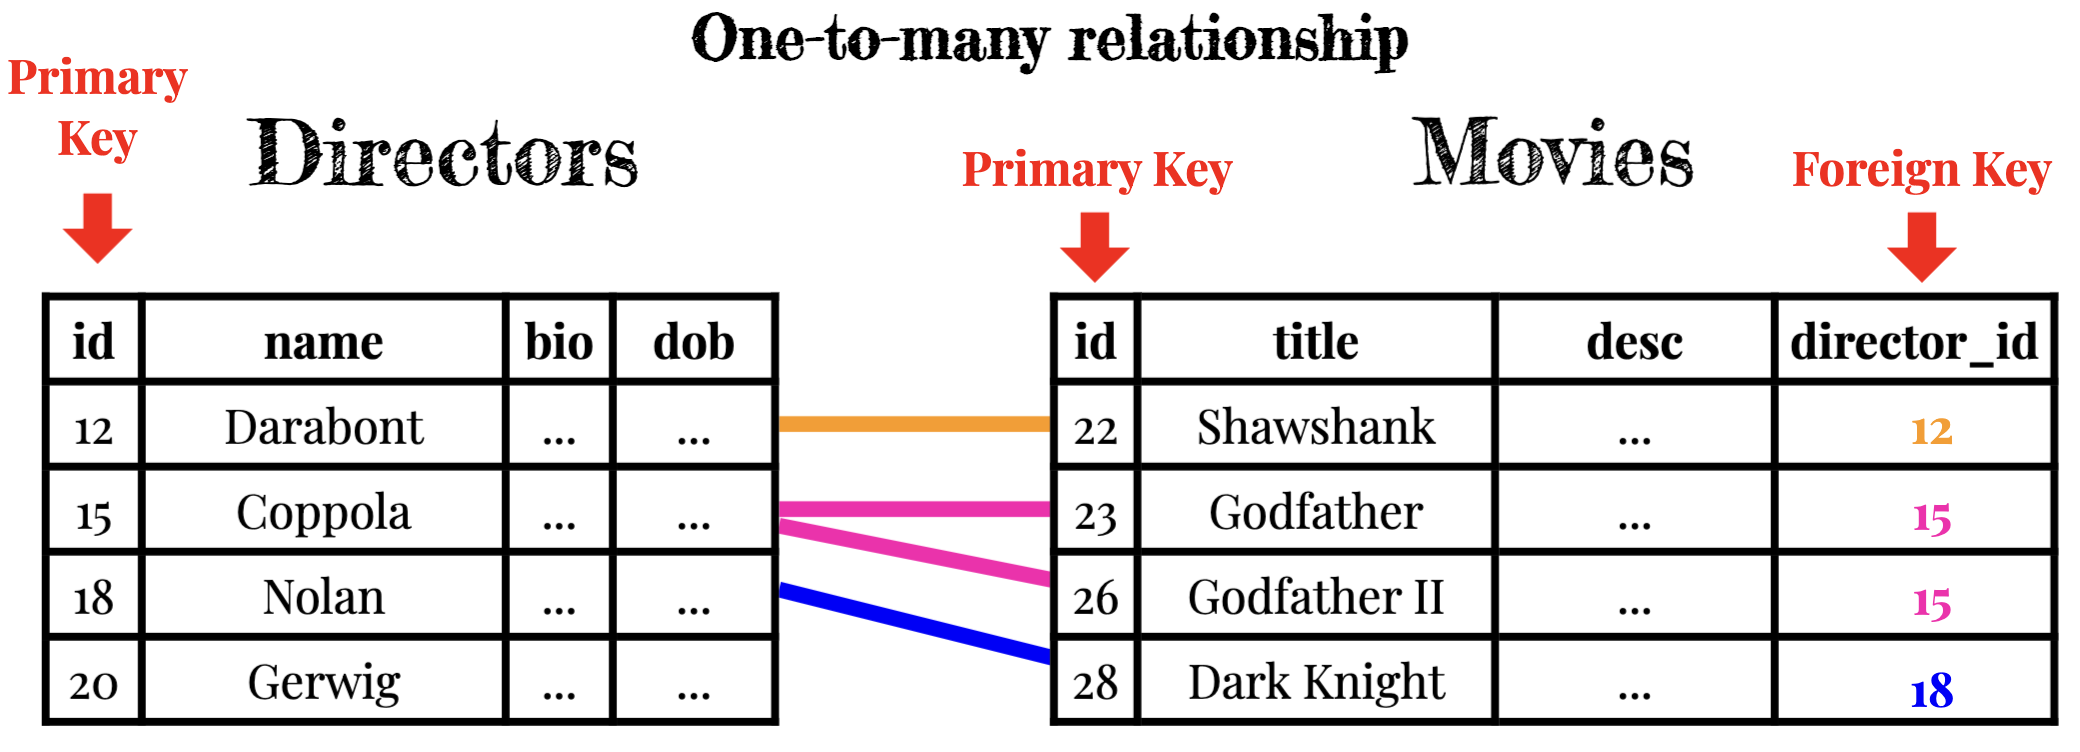 One-to-many relationship
Primary
Key
Directors
id name bio dob
12 Darabont ... ...
15 Coppola ... ...
18 Nolan ... ...
20 Gerwig ... ...
Movies
Primary Key
Foreign Key
id title desc director_id
22 Shawshank ... 12
23 Godfather ... 15
26 Godfather II ... 15
28 Dark Knight ... 18